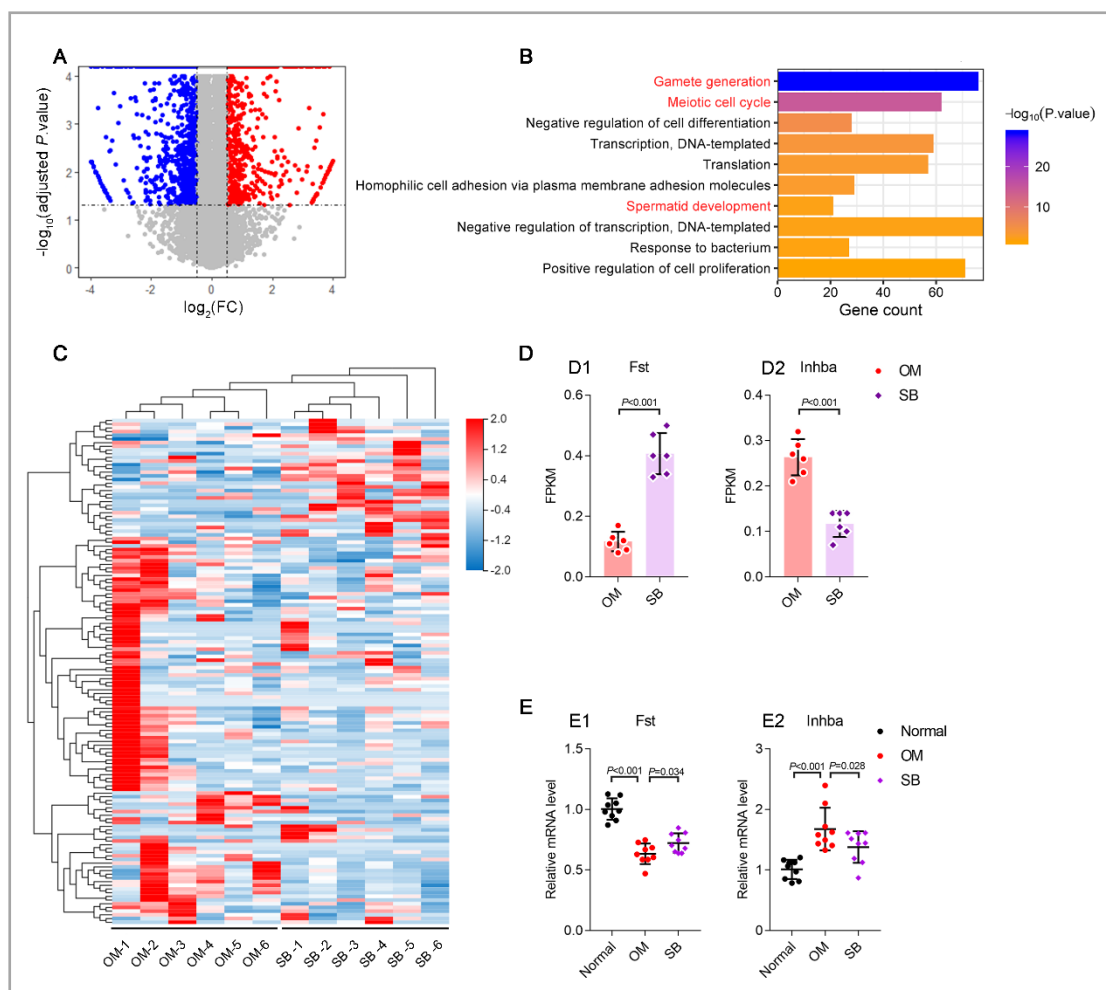 A
-log10(adjusted P.value)
4
3
2
1
0
-4
-2
0
2
4
log2(FC)
B
Gamete generation
Meiotic cell cycle
Negative regulation of cell differentiation
Transcription, DNA-templated
Translation
Homophilic cell adhesion via plasma membrane adhesion molecules
Spermatid development
Negative regulation of transcription, DNA-templated
Response to bacterium
Positive regulation of cell proliferation
0
20
40
60
Gene count
−log10(P.value)
20
10
C
2.0
1.2
0.4
-0.4
-1.2
-2.0
OM-1
OM-2
OM-3
OM-4
OM-5
OM-6
SB -1
SB -2
SB -3
SB -4
SB -5
SB -6
D
D1
Fst
P<0.001
FPKM
0.6
0.4
0.2
0.0
OM
SB
D2
Inhba
P<0.001
FPKM
0.4
0.3
0.2
0.1
0.0
OM
SB
OM
SB
E
E1
Fst
P<0.001
P=0.034
Relative mRNA level
1.5
1.0
0.5
0
Normal
OM
SB
E2
Inhba
P<0.001
P=0.028
Relative mRNA level
3
2
1
0
Normal
OM
SB
Normal
OM
SB